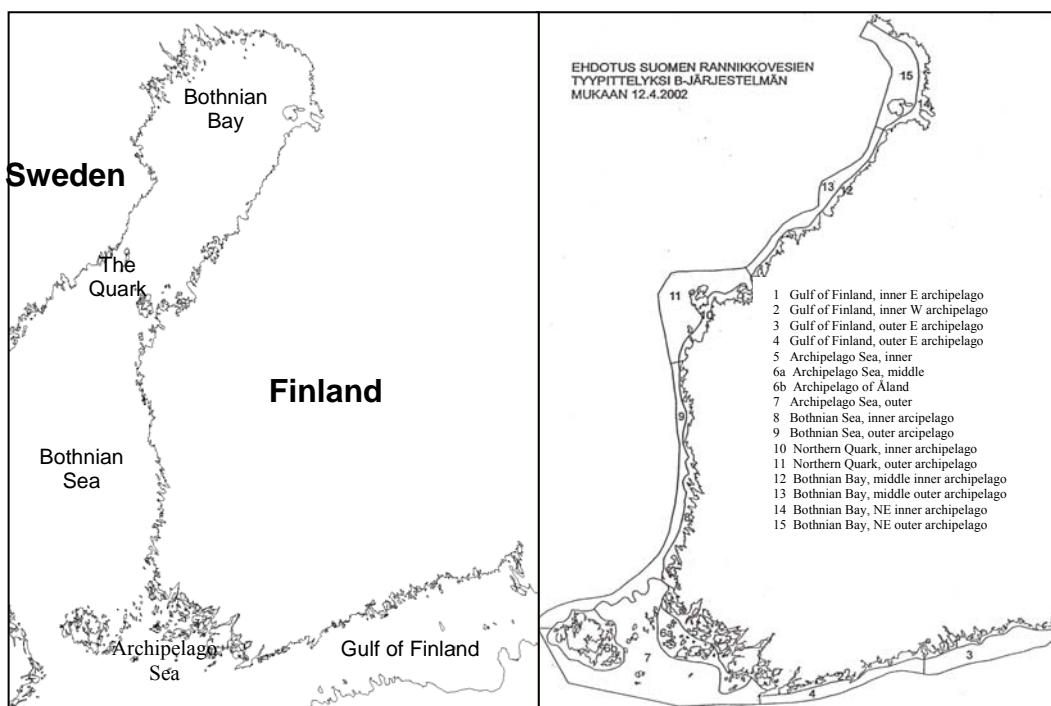 Bothnian
Bay
Sweden
The
Quark
Finland
Bothnian
Sea
Archipelago
Sea
Gulf of Finland
EHDOTUS SUOMEN RANNIKKOVESIEN
TYYPITTELYKSI B-JÄRJESTELMÄN
MUKAAN 12.4.2002
15
14
13
12
11
10
9
8
6a
6b
7
2
3
4
1 Gulf of Finland, inner E archipelago
2 Gulf of Finland, inner W archipelago
3 Gulf of Finland, outer E archipelago
4 Gulf of Finland, outer E archipelago
5 Archipelago Sea, inner
6a Archipelago Sea, middle
6b Archipelago of Åland
7 Archipelago Sea, outer
8 Bothnian Sea, inner arcipelago
9 Bothnian Sea, outer arcipelago
10 Northern Quark, inner archipelago
11 Northern Quark, outer archipelago
12 Bothnian Bay, middle inner archipelago
13 Bothnian Bay, middle outer archipelago
14 Bothnian Bay, NE inner archipelago
15 Bothnian Bay, NE outer archipelago